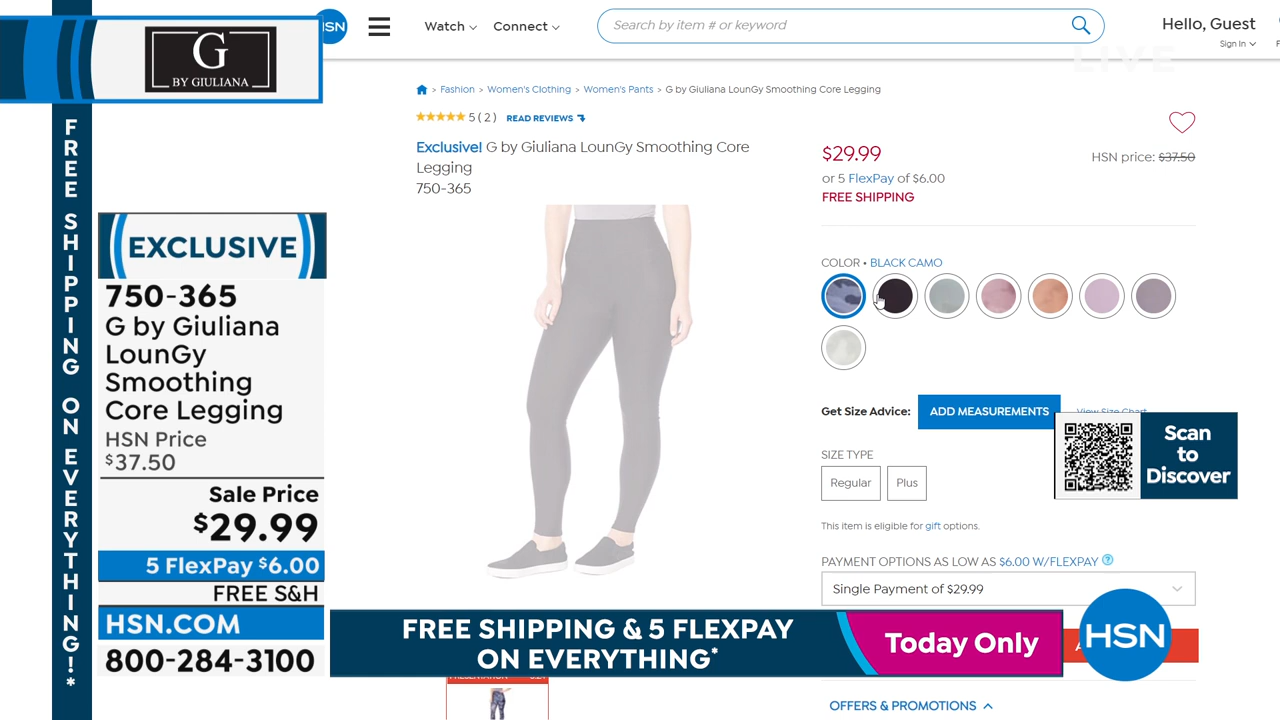 G
BY GIULIANA
FREE SHIPPING ON EVERYTHING!*
EXCLUSIVE
750-365
G by Giuliana
LounGy
Smoothing
Core Legging
HSN Price
$37.50
Sale Price
$29.99
5 FlexPay $6.00
FREE S&H
HSN.COM
800-284-3100
HSN
Watch
Connect
Search by item # or keyword
Hello, Guest
Sign In
LIVE
> Fashion > Women's Clothing > Women's Pants > G by Giuliana LounGy Smoothing Core Legging
5 ( 2 ) READ REVIEWS
Exclusive! G by Giuliana LounGy Smoothing Core
Legging
750-365
$29.99
HSN price: $37.50
or 5 FlexPay of $6.00
FREE SHIPPING
COLOR • BLACK CAMO
Get Size Advice:
ADD MEASUREMENTS
View Size Chart
Scan
to
Discover
SIZE TYPE
Regular
Plus
This item is eligible for gift options.
PAYMENT OPTIONS AS LOW AS $6.00 W/FLEXPAY ?
Single Payment of $29.99
FREE SHIPPING & 5 FLEXPAY
ON EVERYTHING*
Today Only
HSN
OFFERS & PROMOTIONS